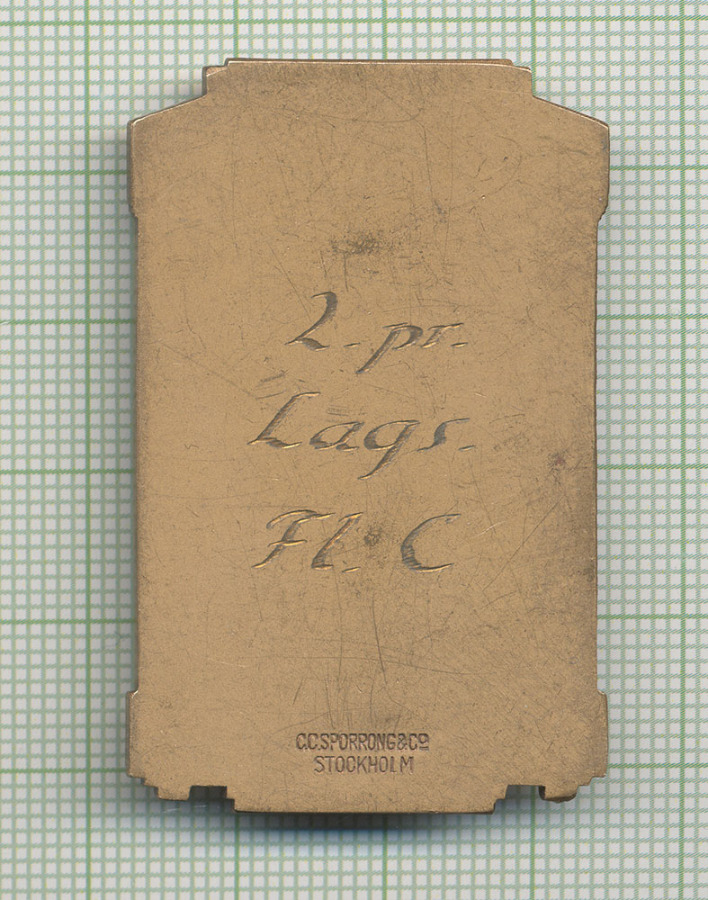 2. pr.
Lags.
Fl. C
C.C.SPORRONG&Co
STOCKHOLM